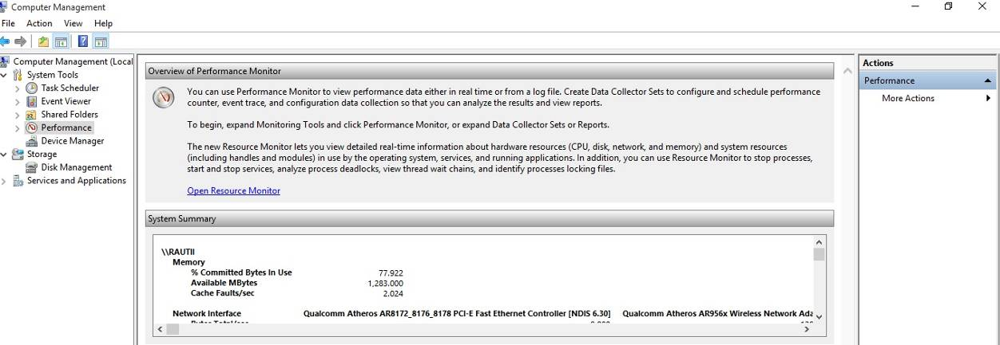 Computer Management
File Action View Help
Computer Management (Local
System Tools
Task Scheduler
Event Viewer
Shared Folders
Performance
Device Manager
Storage
Disk Management
Services and Applications
Overview of Performance Monitor
You can use Performance Monitor to view performance data either in real time or from a log file. Create Data Collector Sets to configure and schedule performance
counter, event trace, and configuration data collection so that you can analyze the results and view reports.
To begin, expand Monitoring Tools and click Performance Monitor, or expand Data Collector Sets or Reports.
The new Resource Monitor lets you view detailed real-time information about hardware resources (CPU, disk, network, and memory) and system resources
(including handles and modules) in use by the operating system, services, and running applications. In addition, you can use Resource Monitor to stop processes,
start and stop services, analyze process deadlocks, view thread wait chains, and identify processes locking files.
Open Resource Monitor
System Summary
\\RAUTII
Memory
% Committed Bytes In Use 77.922
Available MBytes 1,283.000
Cache Faults/sec 2.024
Network Interface Qualcomm Atheros AR8172_8176_8178 PCI-E Fast Ethernet Controller [NDIS 6.30] Qualcomm Atheros AR956x Wireless Network Ada
Actions
Performance
More Actions